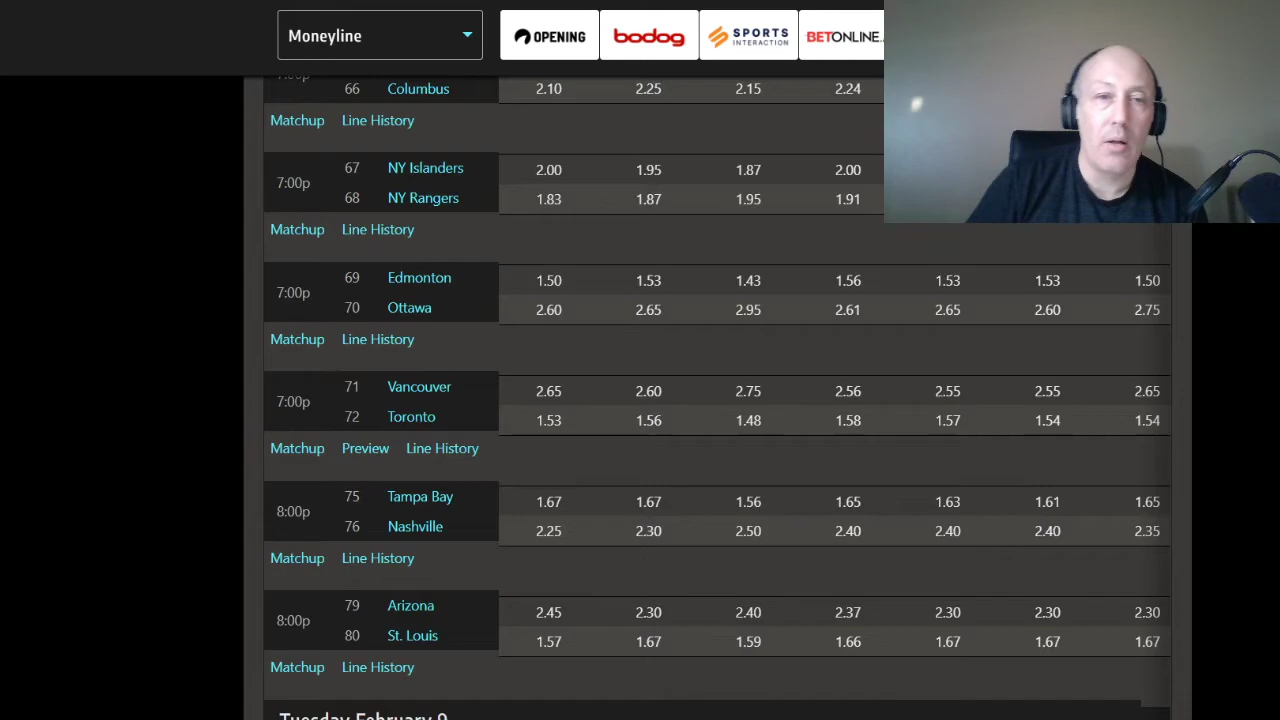 Moneyline OPENING bodog SPORTS INTERACTION BETONLINE.
66 Columbus 2.10 2.25 2.15 2.24
Matchup Line History
67 NY Islanders 2.00 1.95 1.87 2.00
7:00p
68 NY Rangers 1.83 1.87 1.95 1.91
Matchup Line History
69 Edmonton 1.50 1.53 1.43 1.56 1.53 1.53 1.50
7:00p
70 Ottawa 2.60 2.65 2.95 2.61 2.65 2.60 2.75
Matchup Line History
71 Vancouver 2.65 2.60 2.75 2.56 2.55 2.55 2.65
7:00p
72 Toronto 1.53 1.56 1.48 1.58 1.57 1.54 1.54
Matchup Preview Line History
75 Tampa Bay 1.67 1.67 1.56 1.65 1.63 1.61 1.65
8:00p
76 Nashville 2.25 2.30 2.50 2.40 2.40 2.40 2.35
Matchup Line History
79 Arizona 2.45 2.30 2.40 2.37 2.30 2.30 2.30
8:00p
80 St. Louis 1.57 1.67 1.59 1.66 1.67 1.67 1.67
Matchup Line History
Tuesday February 9